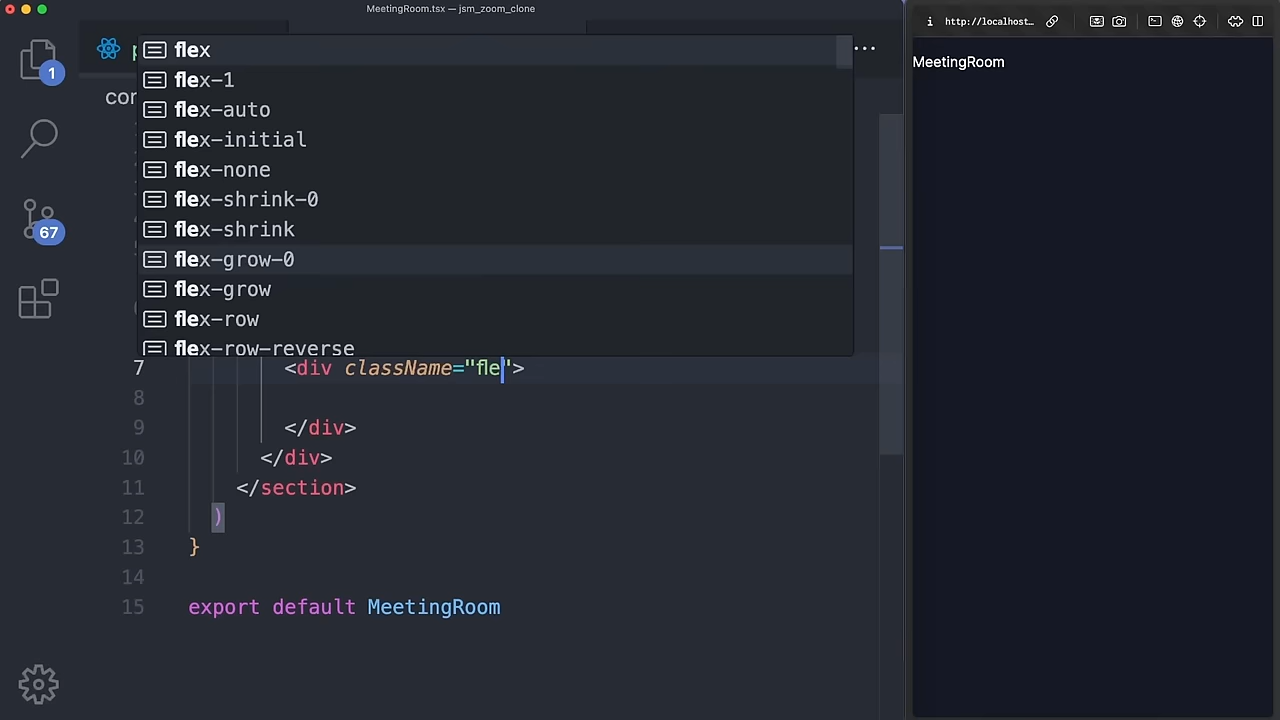 MeetingRoom.tsx — jsm_zoom_clone
http://localhost...
1
67
MeetingRoom
flex
flex-1
flex-auto
flex-initial
flex-none
flex-shrink-0
flex-shrink
flex-grow-0
flex-grow
flex-row
flex-row-reverse
7 <div className="fle">
8
9 </div>
10 </div>
11 </section>
12 )
13 }
14
15 export default MeetingRoom